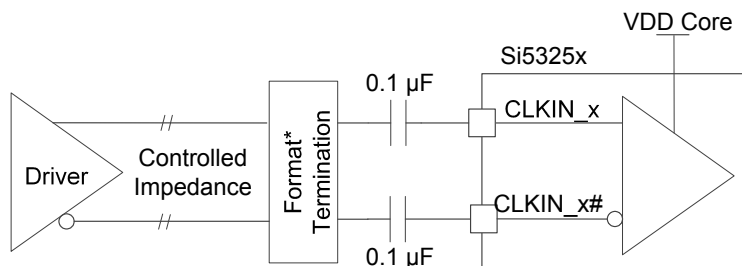 VDD Core
Si5325x
0.1 µF
CLKIN_x
Driver
Controlled
Impedance
Format*
Termination
CLKIN_x#
0.1 µF